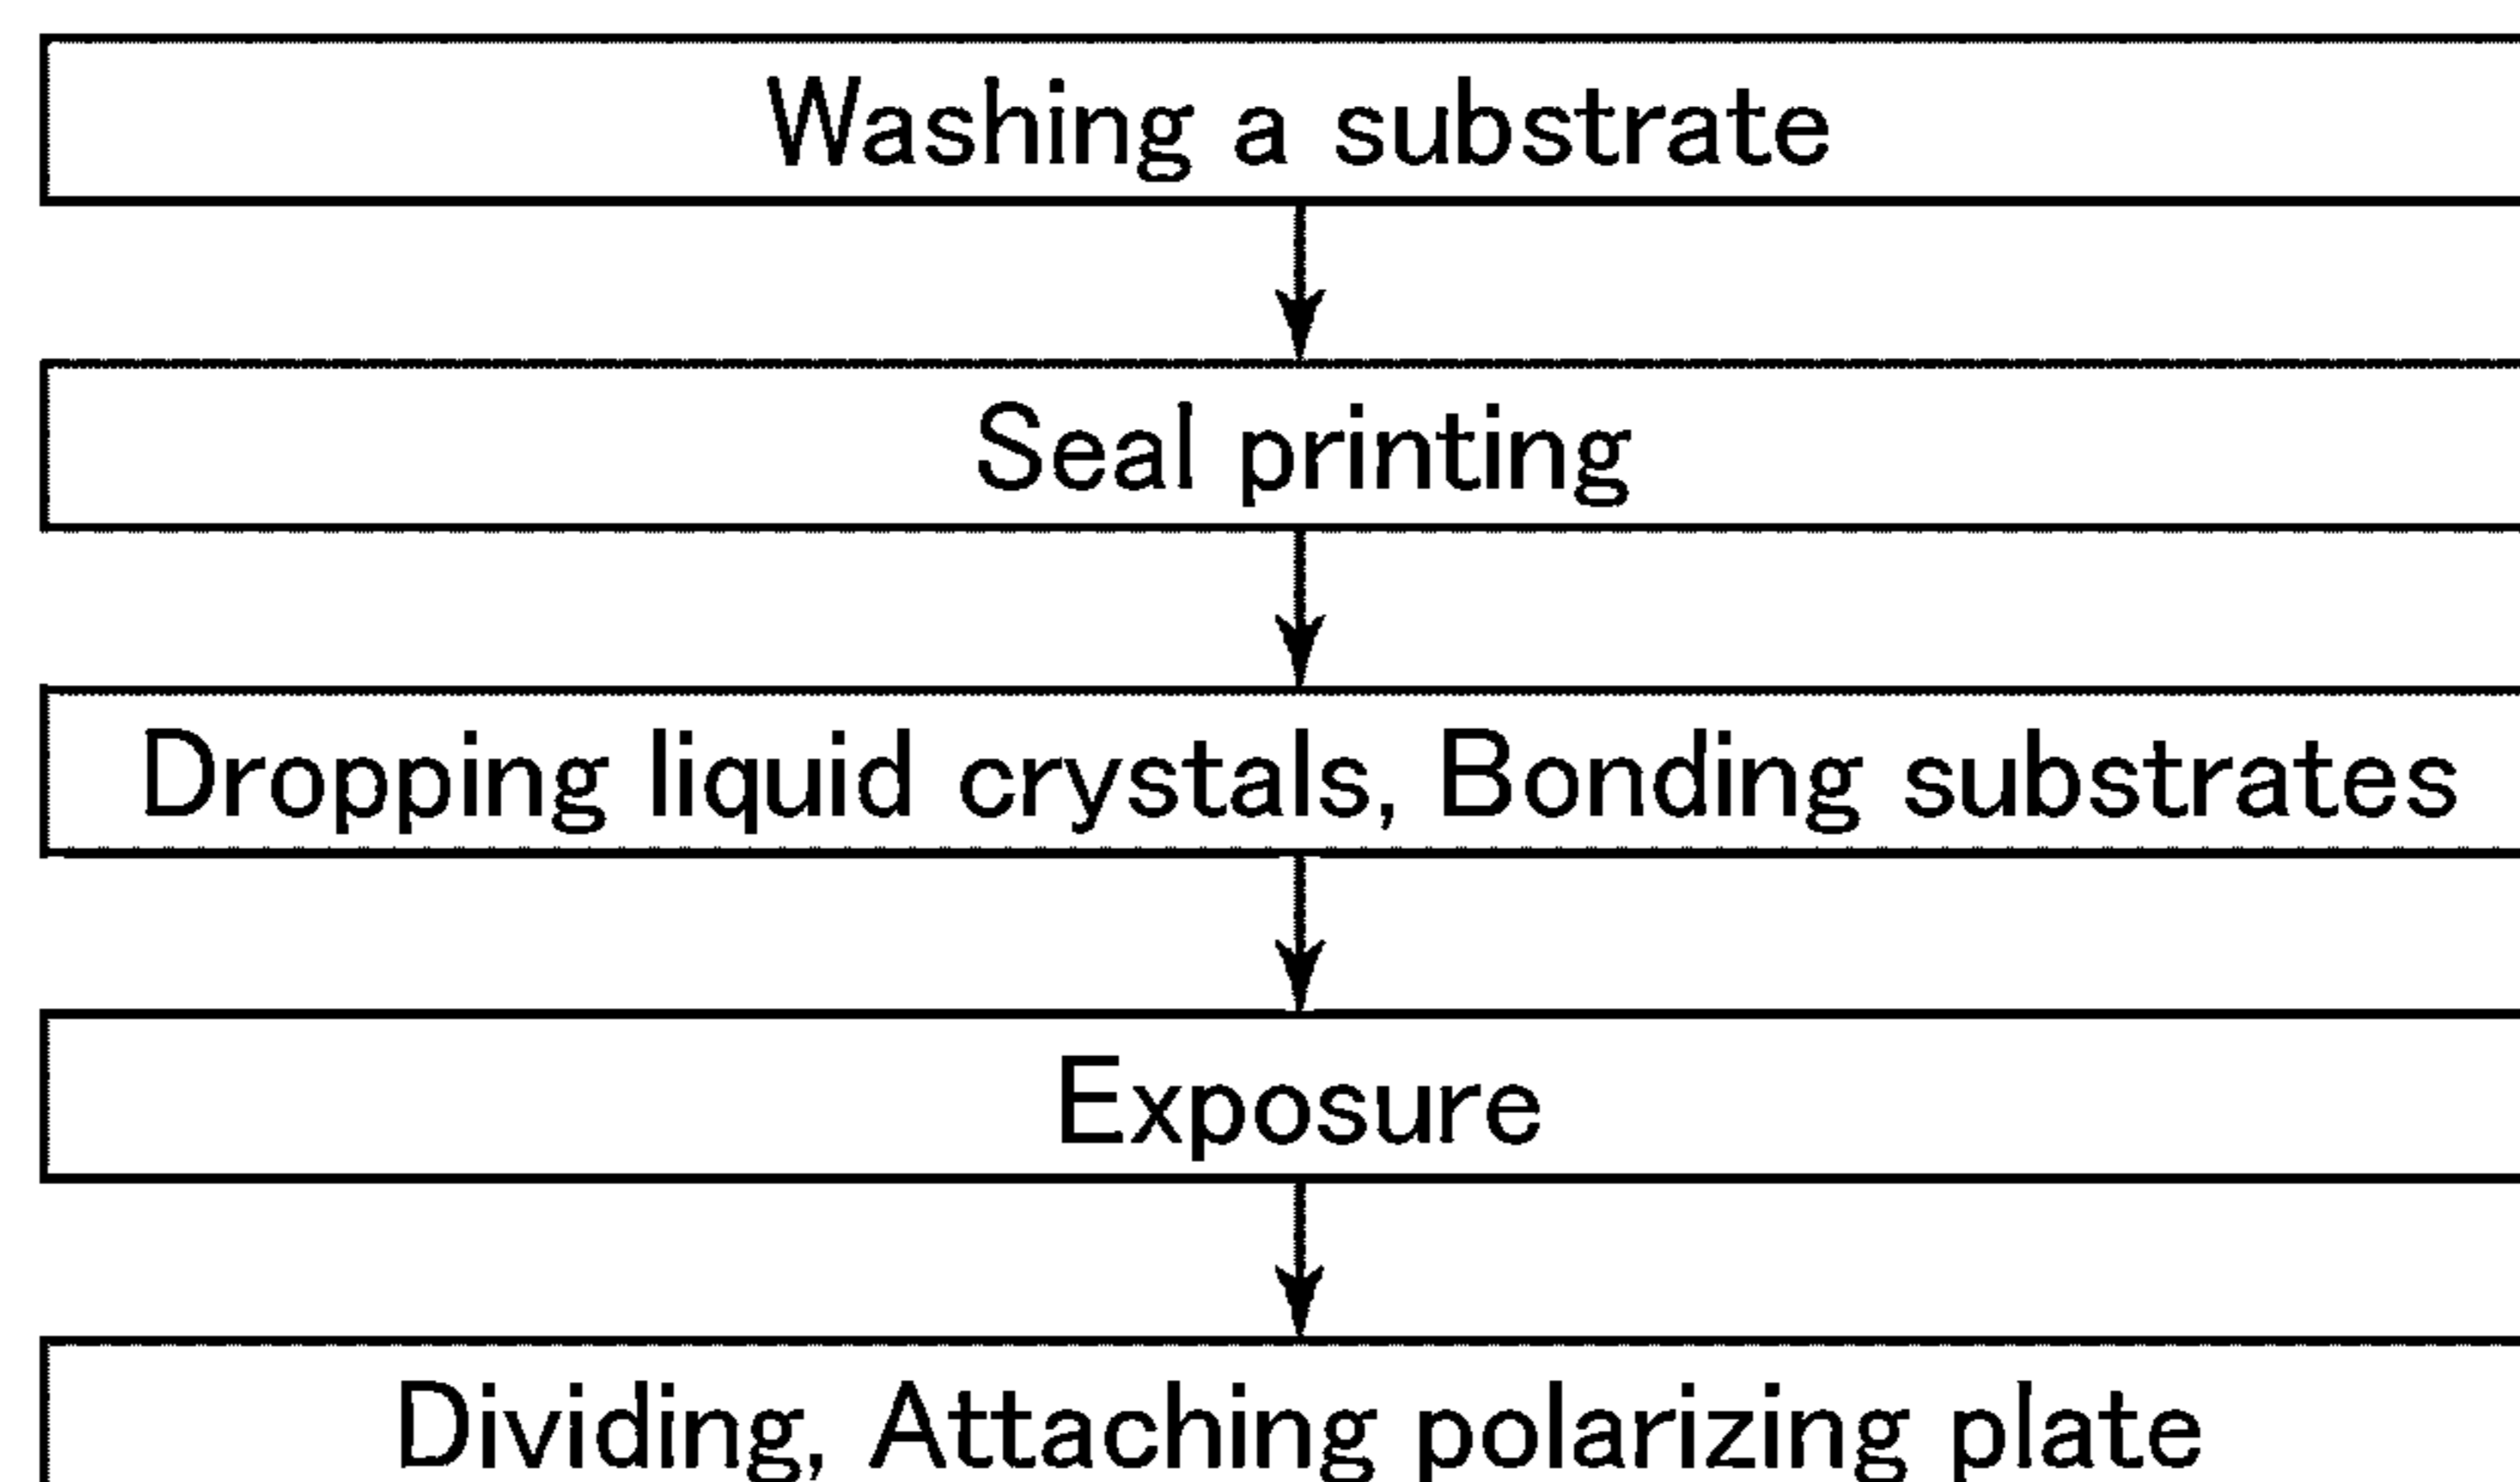 Washing a substrate
Seal printing
Dropping liquid crystals, Bonding substrates
Exposure
Dividing, Attaching polarizing plate